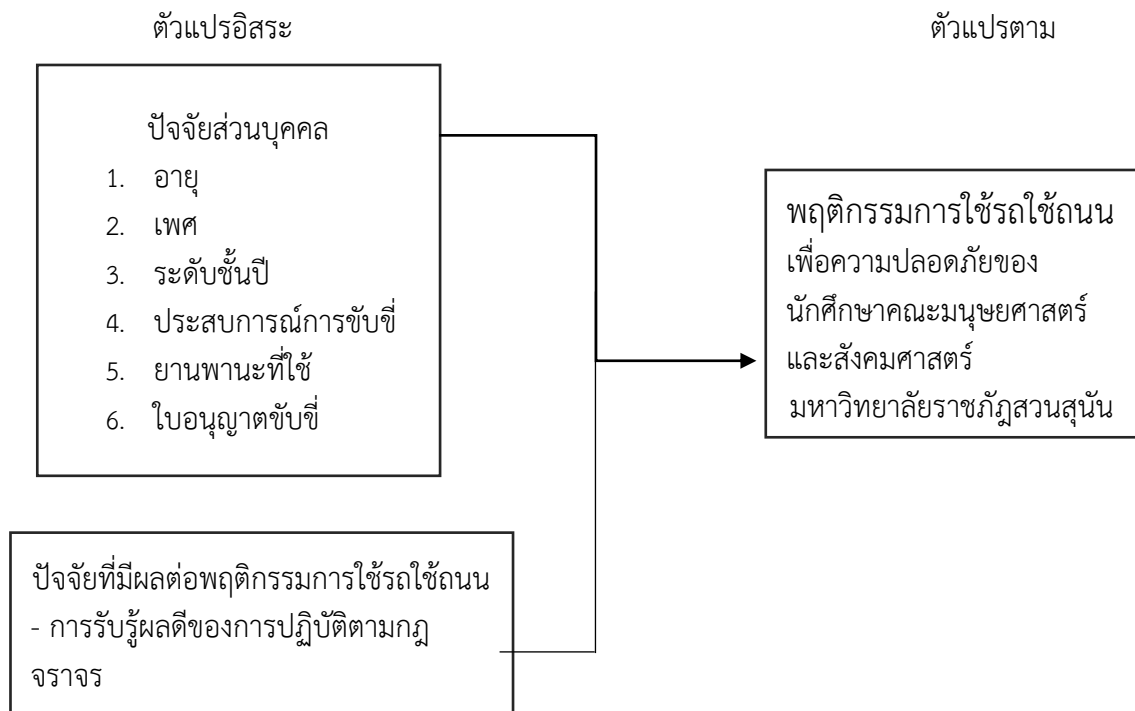 ตัวแปรอิสระ
ตัวแปรตาม
ปัจจัยส่วนบุคคล
1. อายุ
2. เพศ
3. ระดับชั้นปี
4. ประสบการณ์การขับขี่
5. ยานพานะที่ใช้
6. ใบอนุญาตขับขี่
พฤติกรรมการใช้รถใช้ถนน
เพื่อความปลอดภัยของ
นักศึกษาคณะมนุษยศาสตร์
และสังคมศาสตร์
มหาวิทยาลัยราชภัฎสวนสุนัน
ปัจจัยที่มีผลต่อพฤติกรรมการใช้รถใช้ถนน
- การรับรู้ผลดีของการปฏิบัติตามกฎ
จราจร